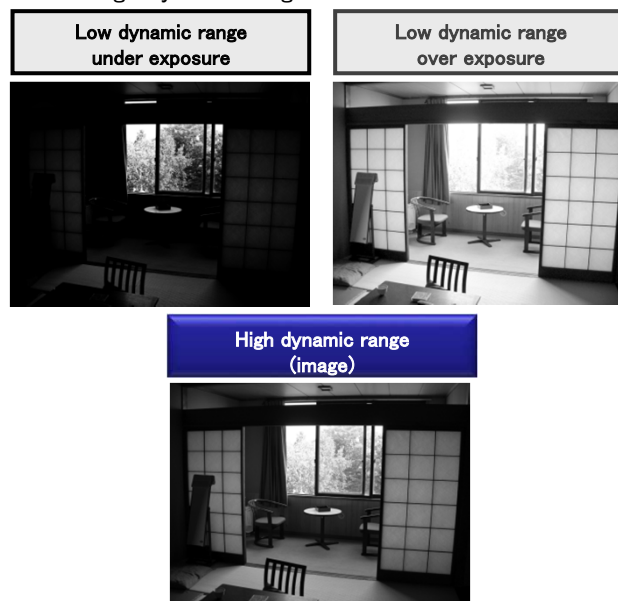 Low dynamic range
under exposure
Low dynamic range
over exposure
High dynamic range
(image)